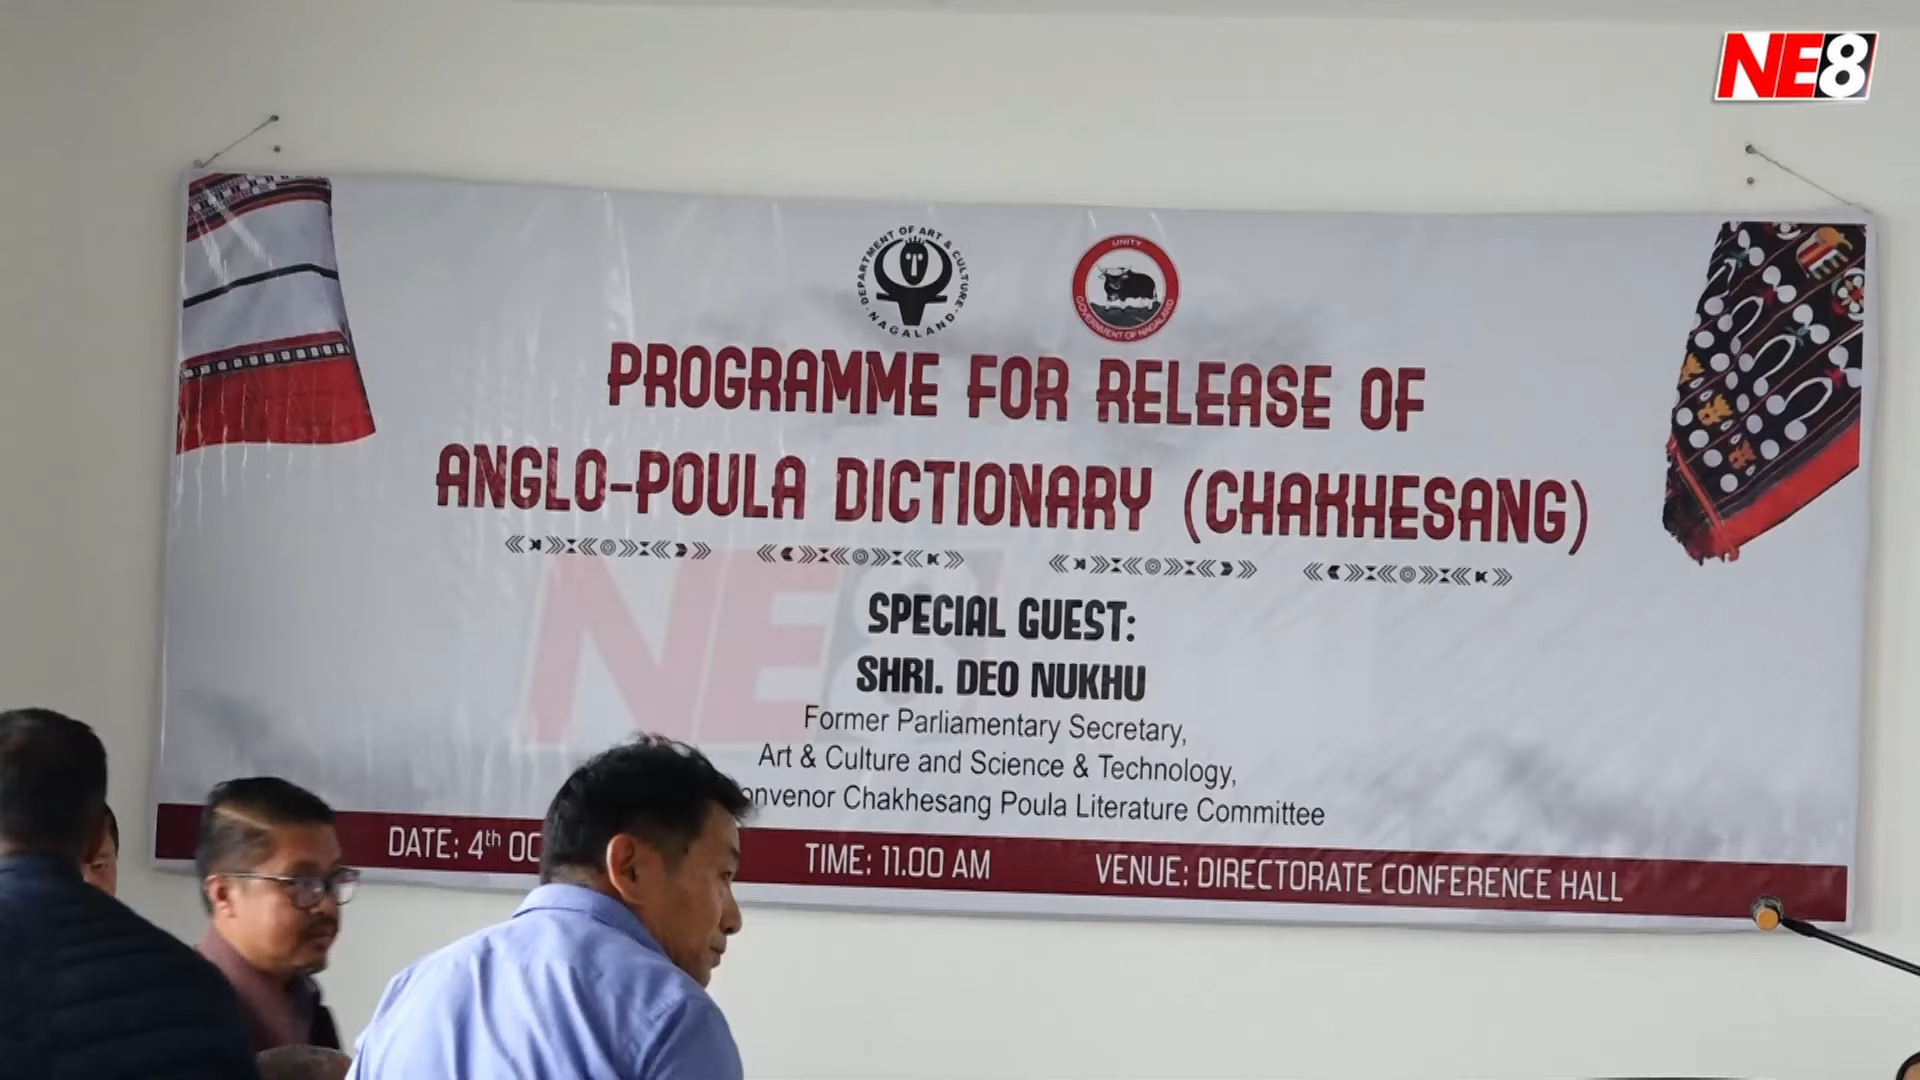 NE8
DEPARTMENT OF ART & CULTURE
NAGALAND
UNITY
GOVERNMENT OF NAGALAND
PROGRAMME FOR RELEASE OF
ANGLO-POULA DICTIONARY (CHAKHESANG)
NE8
SPECIAL GUEST:
SHRI. DEO NUKHU
Former Parliamentary Secretary,
Art & Culture and Science & Technology,
onvenor Chakhesang Poula Literature Committee
DATE: 4th OC TIME: 11.00 AM VENUE: DIRECTORATE CONFERENCE HALL